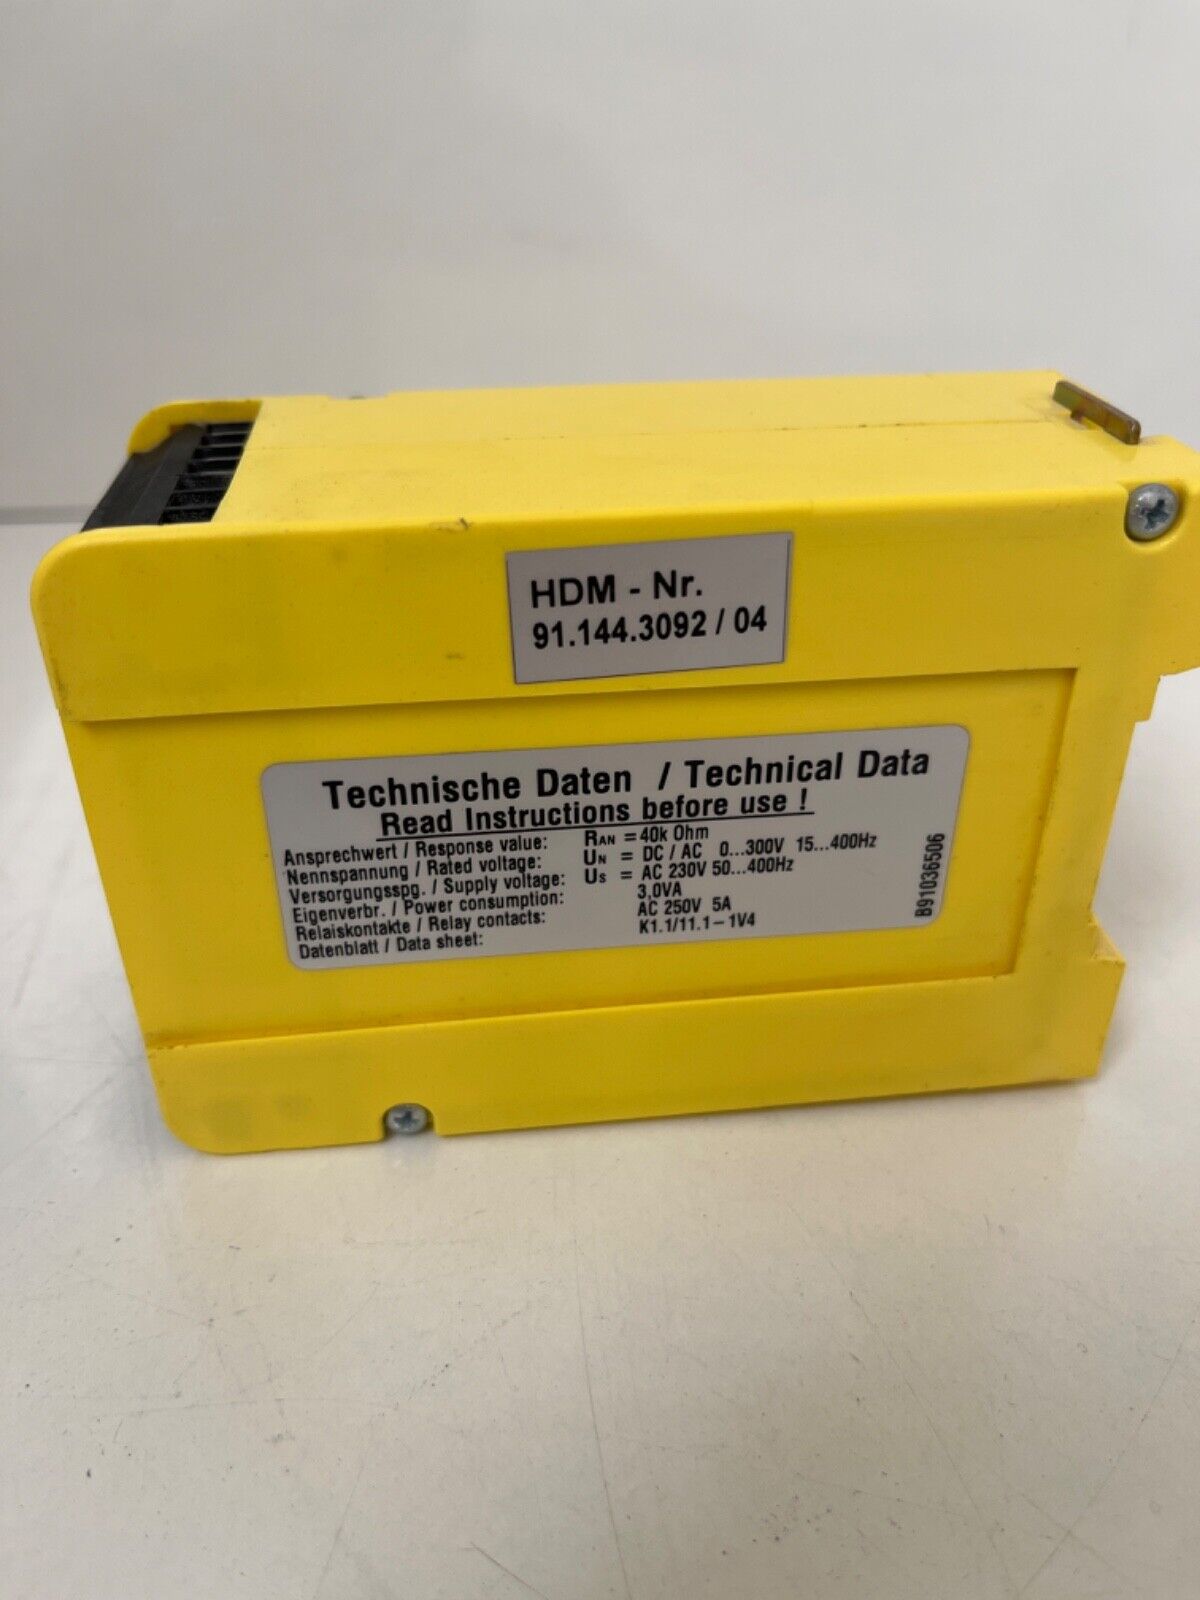 HDM - Nr.
91.144.3092 / 04
Technische Daten / Technical Data
Read Instructions before use !
Ansprechwert / Response value: RAN = 40k Ohm
Nennspannung / Rated voltage: UN = DC / AC 0...300V 15...400Hz
Versorgungsspg. / Supply voltage: US = AC 230V 50...400Hz
Eigenverbr. / Power consumption: 3,0VA
Relaiskontakte / Relay contacts: AC 250V 5A
Datenblatt / Data sheet: K1.1/11.1-1V4
B91036506